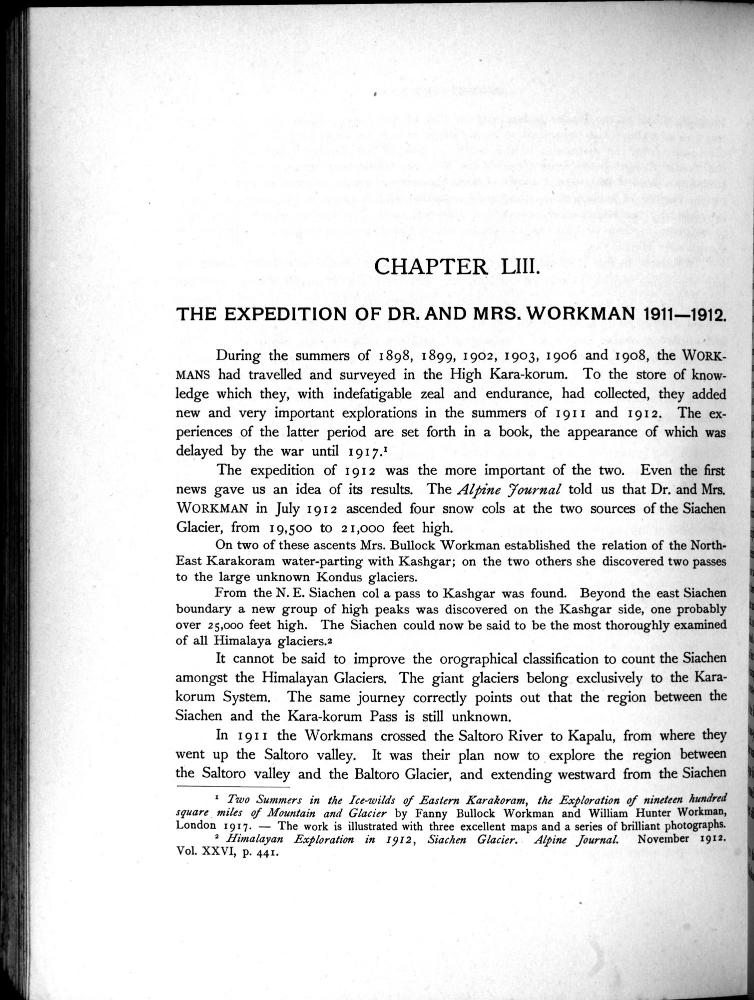 CHAPTER LIII.
THE EXPEDITION OF DR. AND MRS. WORKMAN 1911—1912.
During the summers of 1898, 1899, 1902, 1903, 1906 and 1908, the WORK-
MANS had travelled and surveyed in the High Kara-korum. To the store of know-
ledge which they, with indefatigable zeal and endurance, had collected, they added
new and very important explorations in the summers of 1911 and 1912. The ex-
periences of the latter period are set forth in a book, the appearance of which was
delayed by the war until 1917.¹
The expedition of 1912 was the more important of the two. Even the first
news gave us an idea of its results. The Alpine Journal told us that Dr. and Mrs.
WORKMAN in July 1912 ascended four snow cols at the two sources of the Siachen
Glacier, from 19,500 to 21,000 feet high.
On two of these ascents Mrs. Bullock Workman established the relation of the North-
East Karakoram water-parting with Kashgar; on the two others she discovered two passes
to the large unknown Kondus glaciers.
From the N. E. Siachen col a pass to Kashgar was found. Beyond the east Siachen
boundary a new group of high peaks was discovered on the Kashgar side, one probably
over 25,000 feet high. The Siachen could now be said to be the most thoroughly examined
of all Himalaya glaciers.²
It cannot be said to improve the orographical classification to count the Siachen
amongst the Himalayan Glaciers. The giant glaciers belong exclusively to the Kara-
korum System. The same journey correctly points out that the region between the
Siachen and the Kara-korum Pass is still unknown.
In 1911 the Workmans crossed the Saltoro River to Kapalu, from where they
went up the Saltoro valley. It was their plan now to explore the region between
the Saltoro valley and the Baltoro Glacier, and extending westward from the Siachen
¹ Two Summers in the Ice-wilds of Eastern Karakoram, the Exploration of nineteen hundred
square miles of Mountain and Glacier by Fanny Bullock Workman and William Hunter Workman,
London 1917. — The work is illustrated with three excellent maps and a series of brilliant photographs.
² Himalayan Exploration in 1912, Siachen Glacier. Alpine Journal. November 1912.
Vol. XXVI, p. 441.